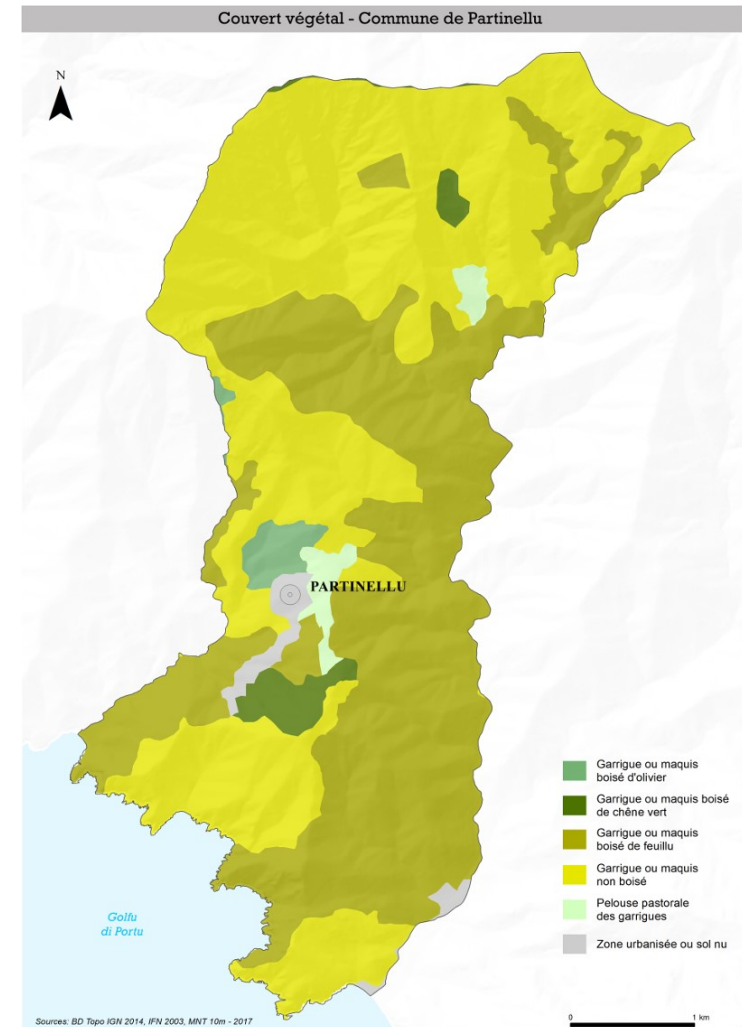 Couvert végétal - Commune de Partinellu
N
PARTINELLU
Garrigue ou maquis
boisé d'olivier
Garrigue ou maquis boisé
de chêne vert
Garrigue ou maquis
boisé de feuillu
Garrigue ou maquis
non boisé
Pelouse pastorale
des garrigues
Zone urbanisée ou sol nu
Golfu
di Portu
Sources: BD Topo IGN 2014, IFN 2003, MNT 10m - 2017
0 1 km